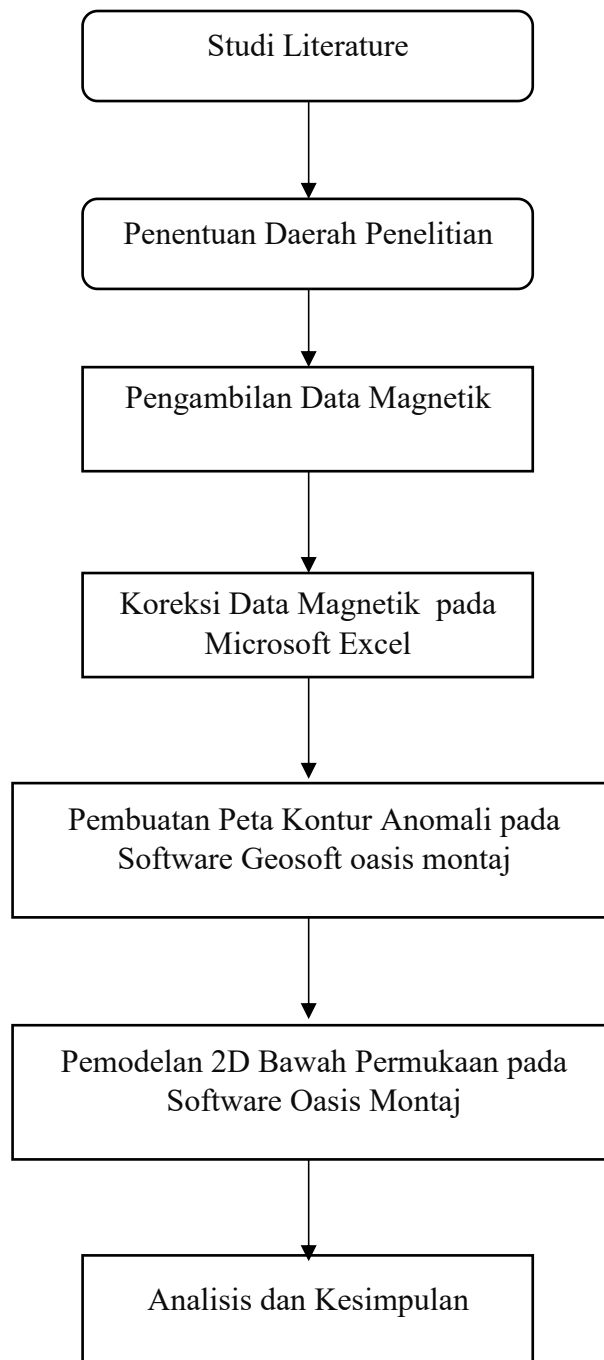 Studi Literature
Penentuan Daerah Penelitian
Pengambilan Data Magnetik
Koreksi Data Magnetik  pada
Microsoft Excel
Pembuatan Peta Kontur Anomali pada
Software Geosoft oasis montaj
Pemodelan 2D Bawah Permukaan pada
Software Oasis Montaj
Analisis dan Kesimpulan